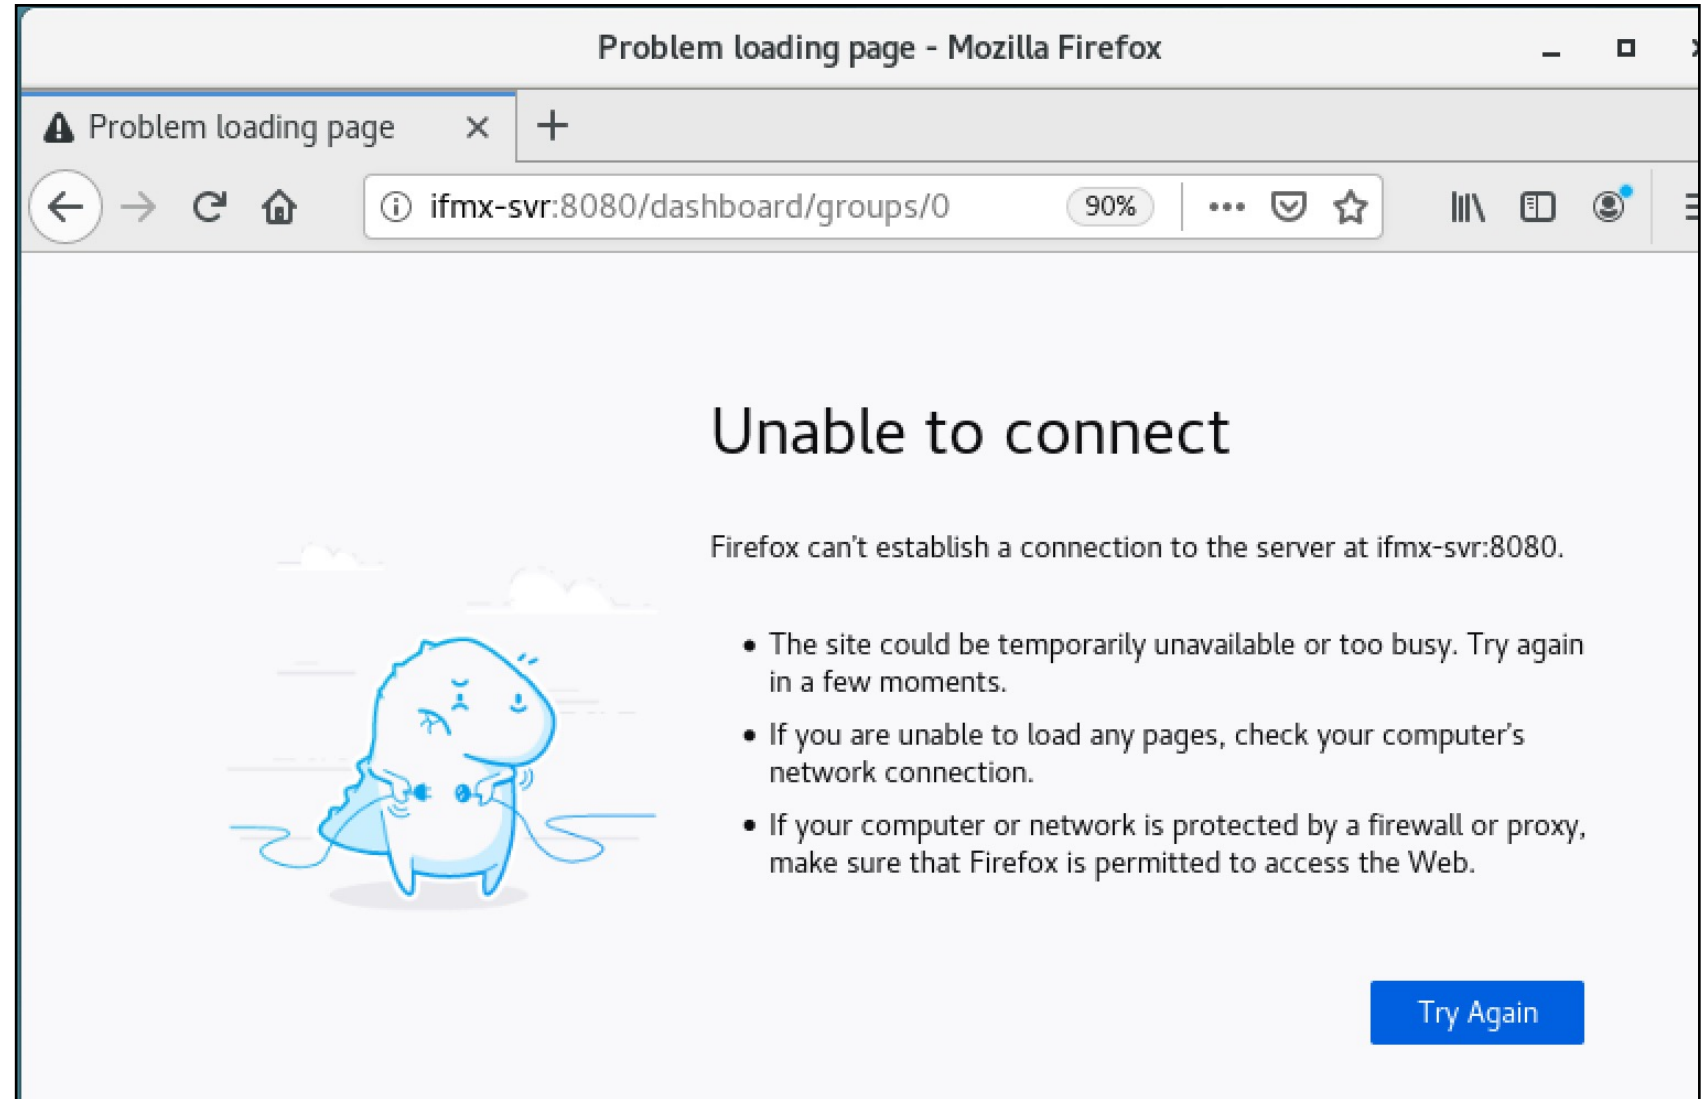 Problem loading page - Mozilla Firefox
Problem loading page
ifmx-svr:8080/dashboard/groups/0 90%
Unable to connect
Firefox can't establish a connection to the server at ifmx-svr:8080.
• The site could be temporarily unavailable or too busy. Try again
in a few moments.
• If you are unable to load any pages, check your computer's
network connection.
• If your computer or network is protected by a firewall or proxy,
make sure that Firefox is permitted to access the Web.
Try Again